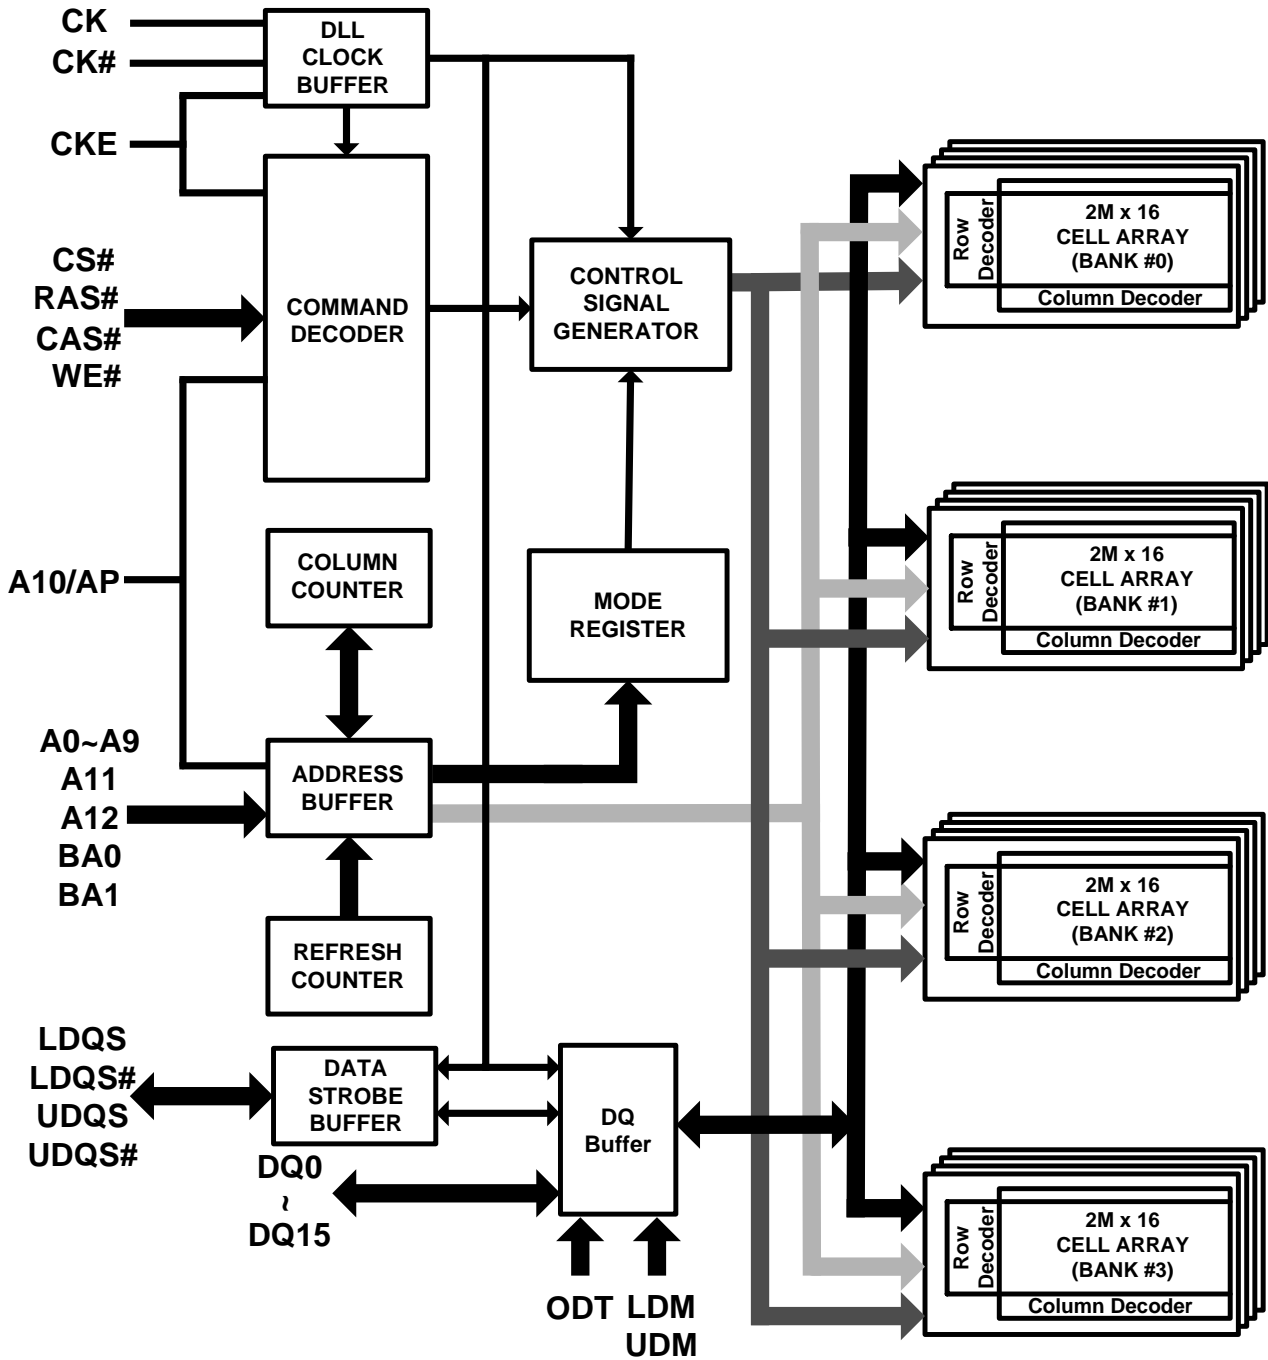 CK
CK#
CKE
DLL
CLOCK
BUFFER
CS#
RAS#
CAS#
WE#
COMMAND
DECODER
CONTROL
SIGNAL
GENERATOR
A10/AP
COLUMN
COUNTER
MODE
REGISTER
A0~A9
A11
A12
BA0
BA1
ADDRESS
BUFFER
REFRESH
COUNTER
LDQS
LDQS#
UDQS
UDQS#
DATA
STROBE
BUFFER
DQ0
~
DQ15
DQ
Buffer
ODT
LDM
UDM
Row
Decoder
2M x 16
CELL ARRAY
(BANK #0)
Column Decoder
Row
Decoder
2M x 16
CELL ARRAY
(BANK #1)
Column Decoder
Row
Decoder
2M x 16
CELL ARRAY
(BANK #2)
Column Decoder
Row
Decoder
2M x 16
CELL ARRAY
(BANK #3)
Column Decoder